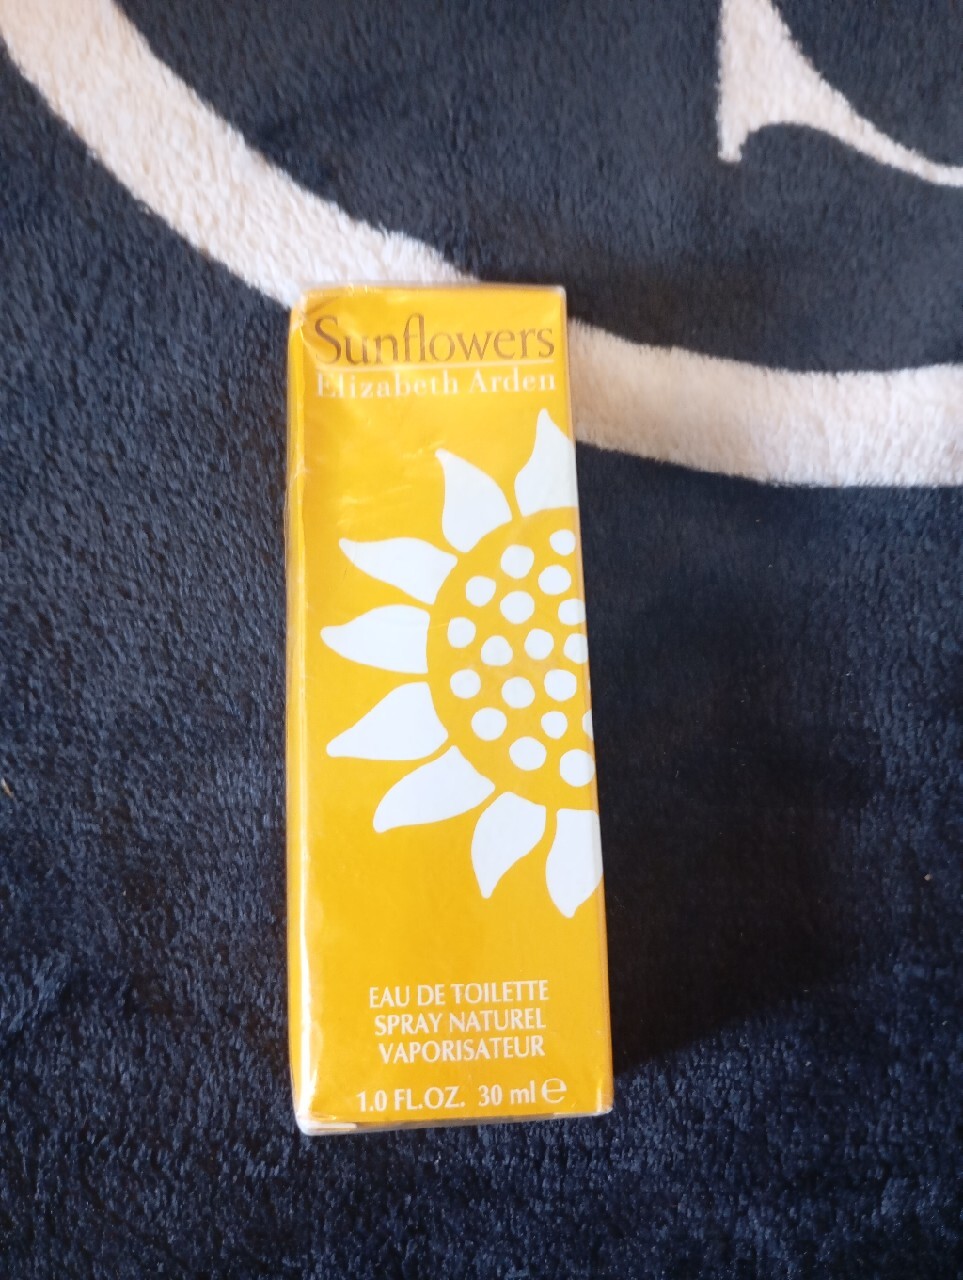 Sunflowers
Elizabeth Arden
EAU DE TOILETTE
SPRAY NATUREL
VAPORISATEUR
1.0 FL.OZ. 30 ml ℮